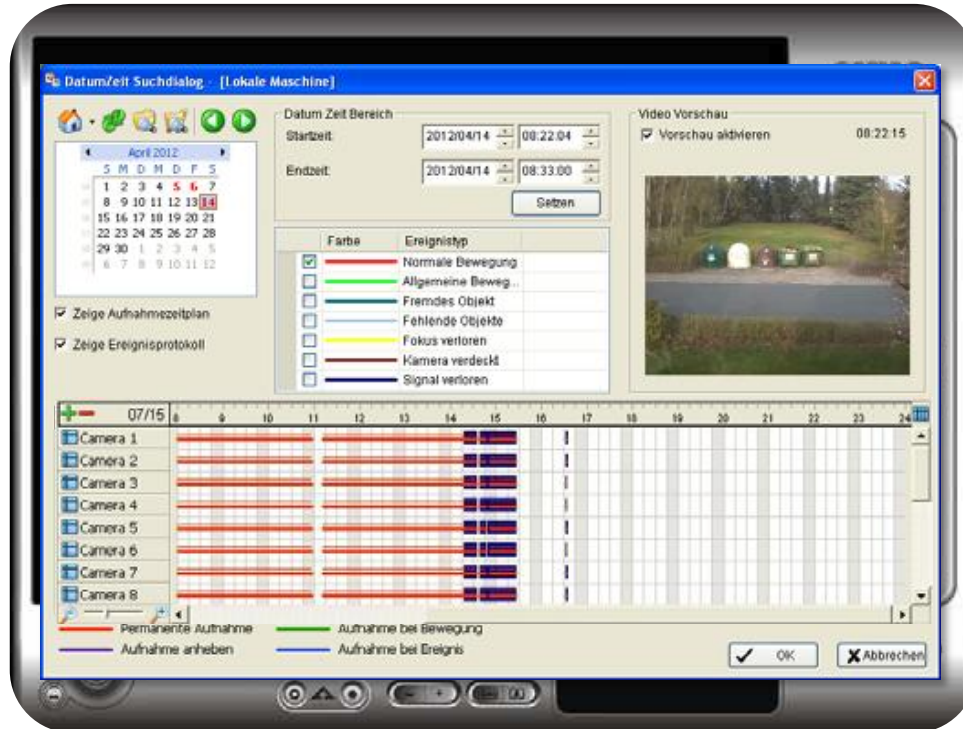 DatumZeit Suchdialog - [Lokale Maschine]
April 2012
S M D M D F S
1 2 3 4 5 6 7
8 9 10 11 12 13 14
15 16 17 18 19 20 21
22 23 24 25 26 27 28
29 30 1 2 3 4 5
6 7 8 9 10 11 12
Zeige Aufnahmezeitplan
Zeige Ereignisprotokoll
Datum Zeit Bereich
Startzeit: 2012/04/14 08:22:04
Endzeit: 2012/04/14 08:33:00
Setzen
Farbe Ereignistyp
Normale Bewegung
Allgemeine Beweg...
Fremdes Objekt
Fehlende Objekte
Fokus verloren
Kamera verdeckt
Signal verloren
Video Vorschau
Vorschau aktivieren 08:22:15
07/15 8 9 10 11 12 13 14 15 16 17 18 19 20 21 22 23 24
Camera 1
Camera 2
Camera 3
Camera 4
Camera 5
Camera 6
Camera 7
Camera 8
Permanente Aufnahme Aufnahme bei Bewegung
Aufnahme anheben Aufnahme bei Ereignis
OK Abbrechen